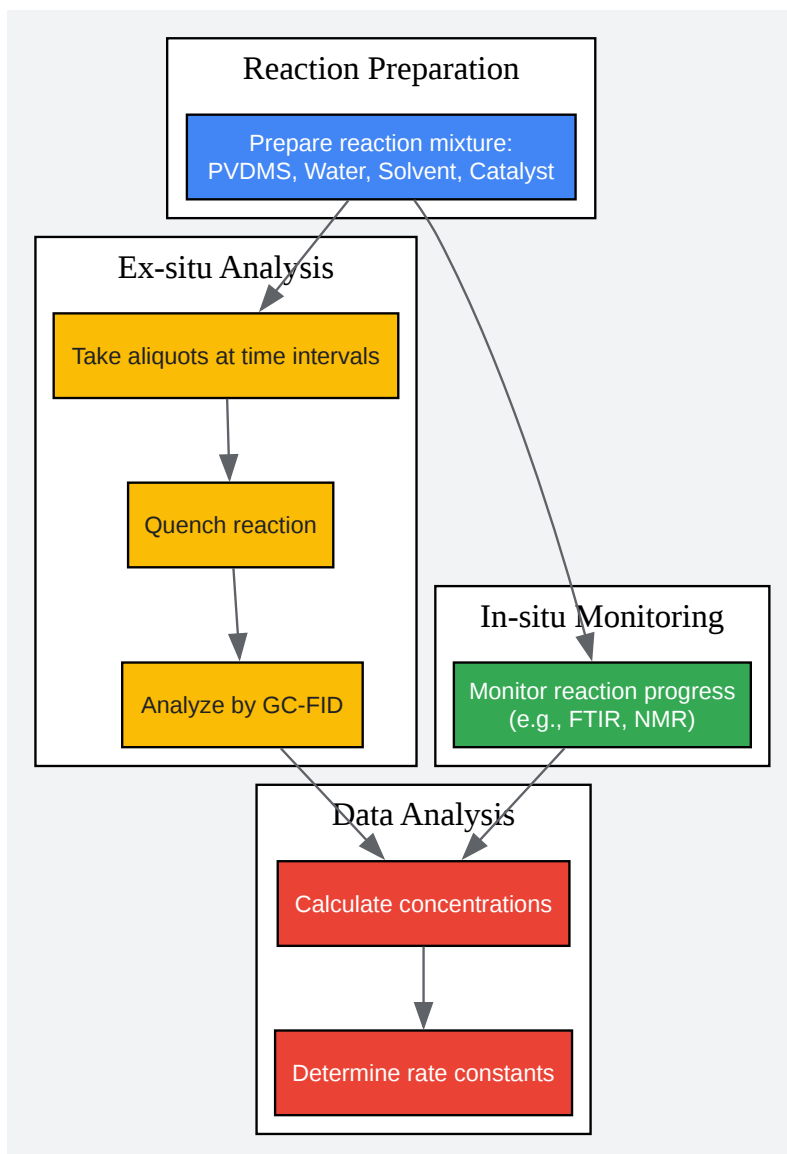 Reaction Preparation
Prepare reaction mixture:
PVDMS, Water, Solvent, Catalyst
Ex-situ Analysis
Take aliquots at time intervals
Quench reaction
Analyze by GC-FID
In-situ Monitoring
Monitor reaction progress
(e.g., FTIR, NMR)
Data Analysis
Calculate concentrations
Determine rate constants